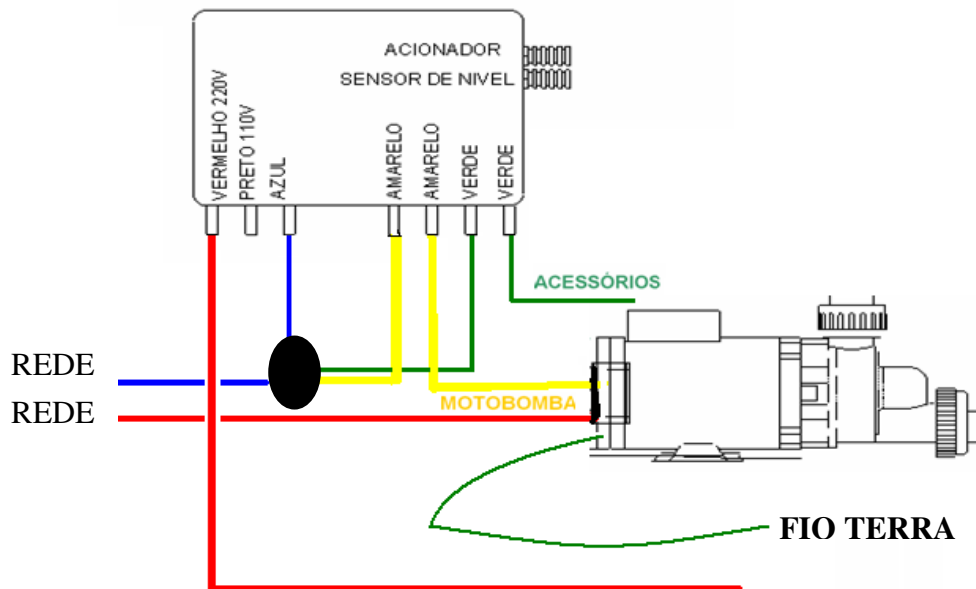 ACIONADOR
SENSOR DE NIVEL
VERMELHO 220V
PRETO 110V
AZUL
AMARELO
AMARELO
VERDE
VERDE
ACESSÓRIOS
REDE
MOTOBOMBA
REDE
FIO TERRA